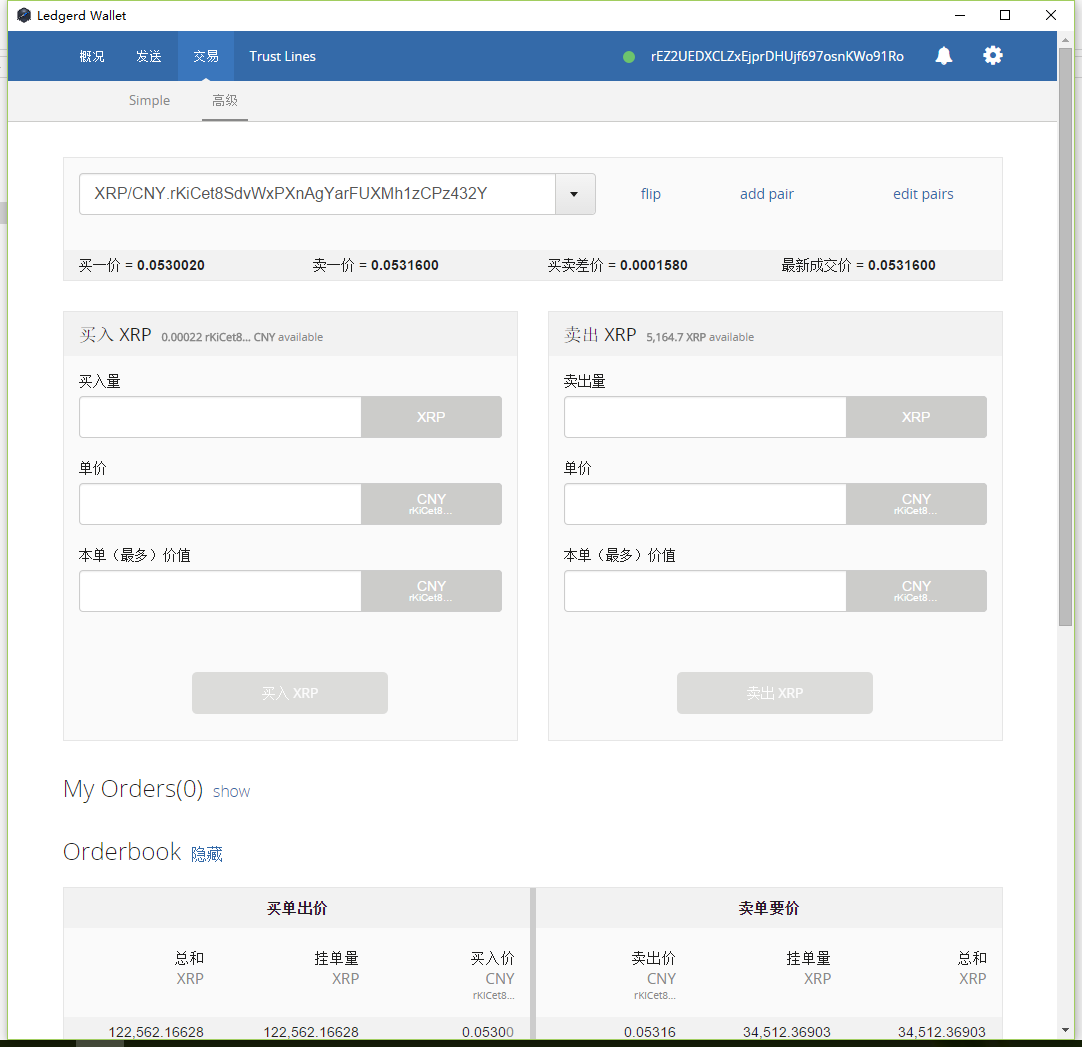 Ledgerd Wallet
概况 发送 交易 Trust Lines rEZ2UEDXCLZxEjprDHUjf697osnKWo91Ro
Simple 高级
XRP/CNY.rKiCet8SdvWxPXnAgYarFUXMh1zCPz432Y flip add pair edit pairs
买一价 = 0.0530020 卖一价 = 0.0531600 买卖差价 = 0.0001580 最新成交价 = 0.0531600
买入 XRP 0.00022 rKiCet8... CNY available
买入量
XRP
单价
CNY
rKiCet8...
本单（最多）价值
CNY
rKiCet8...
买入 XRP
卖出 XRP 5,164.7 XRP available
卖出量
XRP
单价
CNY
rKiCet8...
本单（最多）价值
CNY
rKiCet8...
卖出 XRP
My Orders(0) show
Orderbook 隐藏
买单出价 卖单要价
总和 挂单量 买入价 卖出价 挂单量 总和
XRP XRP CNY CNY XRP XRP
rKiCet8... rKiCet8...
122,562.16628 122,562.16628 0.05300 0.05316 34,512.36903 34,512.36903